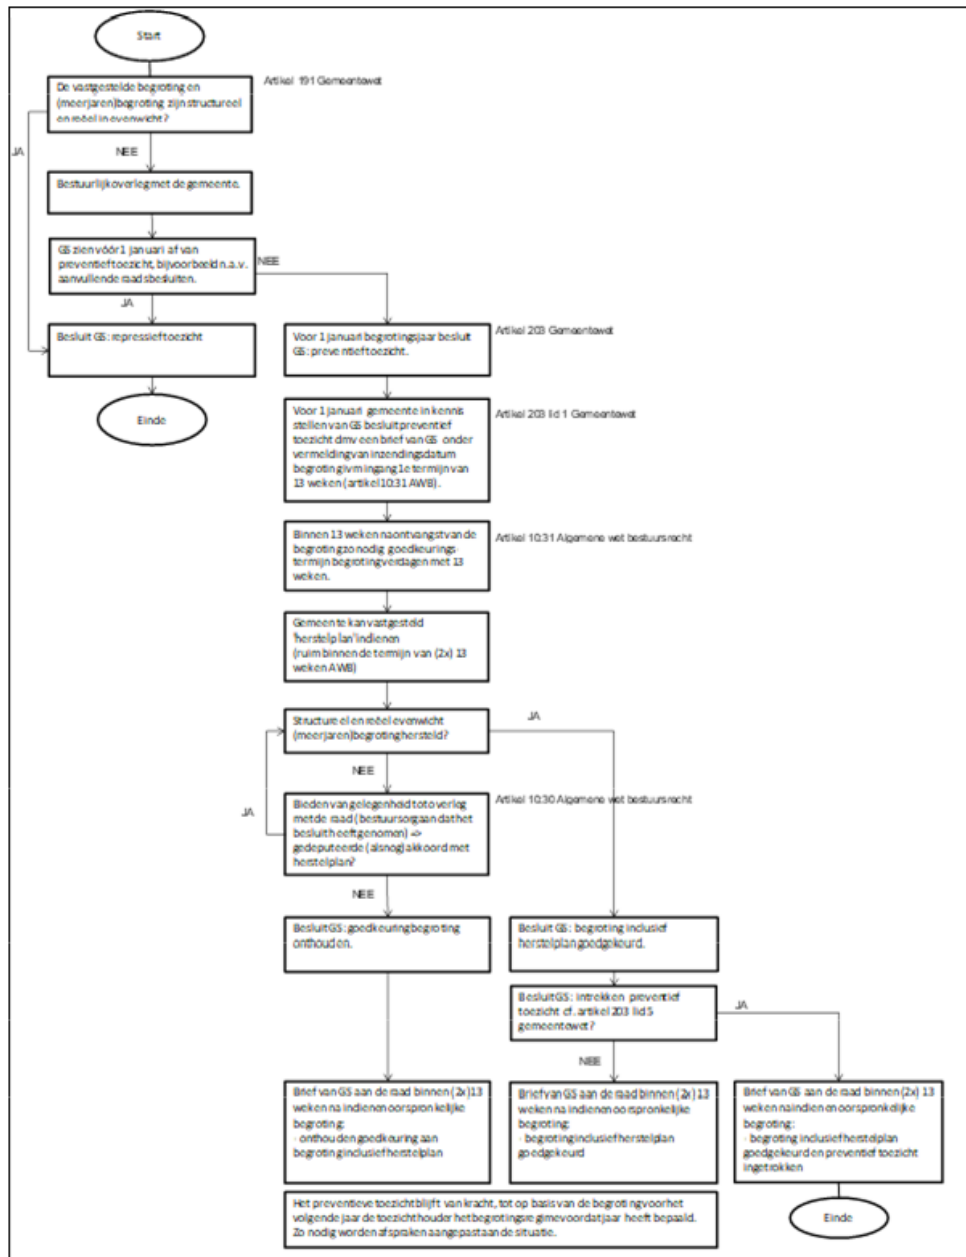 Start
De vastgestelde begroting en
(meerjaren)begroting zijn structureel
en reëel in evenwicht?
Artikel 191 Gemeentewet
JA
NEE
Bestuurlijk overleg met de gemeente.
GS zien vóór 1 januari af van
preventief toezicht, bijvoorbeeld n.a.v.
aanvullende raadsbesluiten.
NEE
JA
Besluit GS: repressief toezicht
Einde
Voor 1 januari begrotingsjaar besluit
GS: preventief toezicht.
Artikel 203 Gemeentewet
Voor 1 januari gemeente in kennis
stellen van GS besluit preventief
toezicht dmv een brief van GS onder
vermelding van inzendingsdatum
begroting ivm ingang 1e termijn van
13 weken (artikel 10:31 AWB).
Artikel 203 lid 1 Gemeentewet
Binnen 13 weken na ontvangst van de
begroting zo nodig goedkeurings-
termijn begroting verdagen met 13
weken.
Artikel 10:31 Algemene wet bestuursrecht
Gemeente kan vastgesteld
'herstelplan' indienen
(ruim binnen de termijn van (2x) 13
weken AWB)
Structureel en reëel evenwicht
(meerjaren)begroting hersteld?
JA
NEE
JA
Bieden van gelegenheid tot overleg
met de raad (bestuursorgaan dat het
besluit heeft genomen) =>
gedeputeerde (alsnog) akkoord met
herstelplan?
Artikel 10:30 Algemene wet bestuursrecht
NEE
Besluit GS: goedkeuring begroting
onthouden.
Besluit GS: begroting inclusief
herstelplan goedgekeurd.
Besluit GS: intrekken preventief
toezicht cf. artikel 203 lid 5
gemeentewet?
JA
NEE
Brief van GS aan de raad binnen (2x) 13
weken na indienen oorspronkelijke
begroting:
- onthouden goedkeuring aan
begroting inclusief herstelplan
Brief van GS aan de raad binnen (2x) 13
weken na indienen oorspronkelijke
begroting:
- begroting inclusief herstelplan
goedgekeurd
Brief van GS aan de raad binnen (2x) 13
weken na indienen oorspronkelijke
begroting:
- begroting inclusief herstelplan
goedgekeurd en preventief toezicht
ingetrokken
Het preventieve toezicht blijft van kracht, tot op basis van de begroting voor het
volgende jaar de toezichthouder het begrotingsregime voor dat jaar heeft bepaald.
Zo nodig worden afspraken aangepast aan de situatie.
Einde